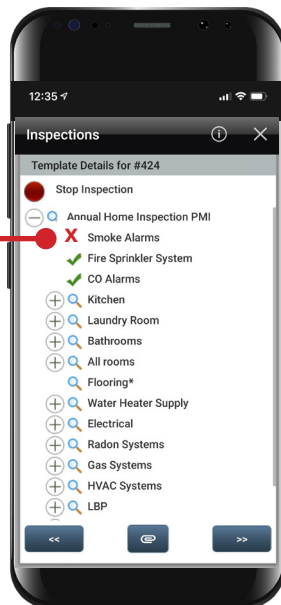 12:35
Inspections
Template Details for #424
Stop Inspection
Annual Home Inspection PMI
X Smoke Alarms
Fire Sprinkler System
CO Alarms
Kitchen
Laundry Room
Bathrooms
All rooms
Flooring*
Water Heater Supply
Electrical
Radon Systems
Gas Systems
HVAC Systems
LBP
<< >>